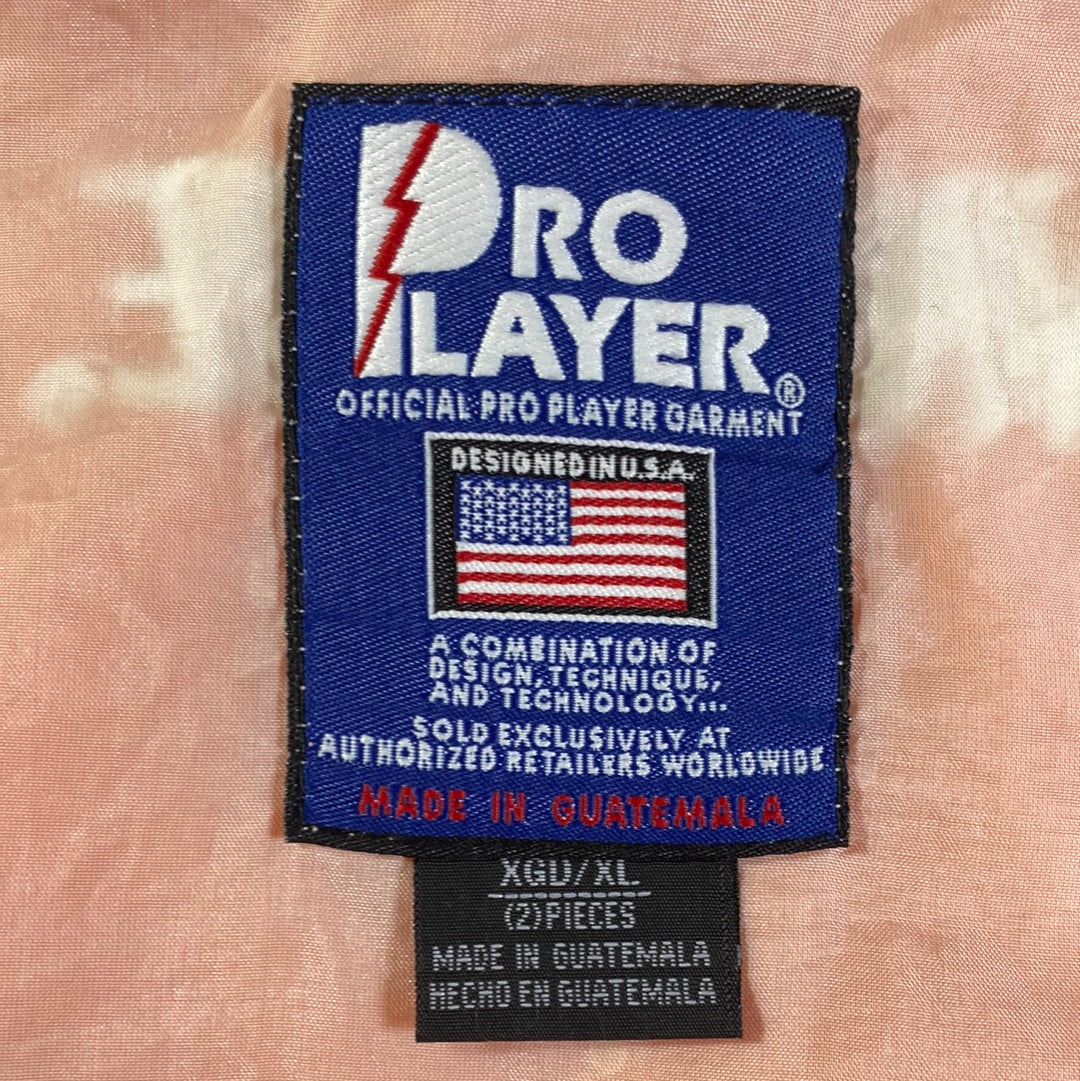 PRO
PLAYER®
OFFICIAL PRO PLAYER GARMENT
DESIGNED IN U.S.A.
A COMBINATION OF
DESIGN, TECHNIQUE,
AND TECHNOLOGY...
SOLD EXCLUSIVELY AT
AUTHORIZED RETAILERS WORLDWIDE
MADE IN GUATEMALA
XGD/XL
(2) PIECES
MADE IN GUATEMALA
HECHO EN GUATEMALA